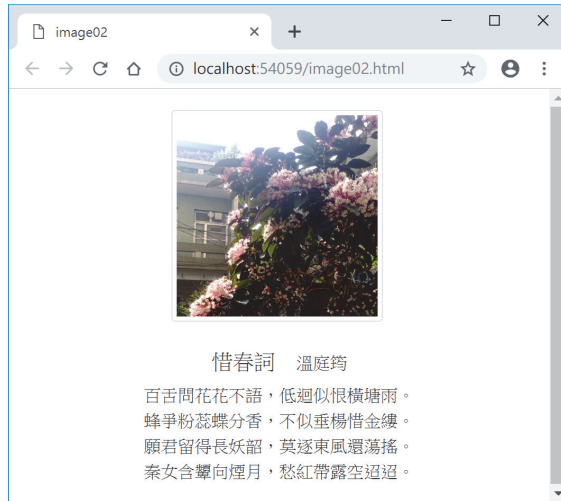 image02
localhost:54059/image02.html
惜春詞 溫庭筠
百舌問花花不語，低迴似恨橫塘雨。
蜂爭粉蕊蝶分香，不似垂楊惜金縷。
願君留得長妖韶，莫逐東風還蕩搖。
秦女含顰向煙月，愁紅帶露空迢迢。